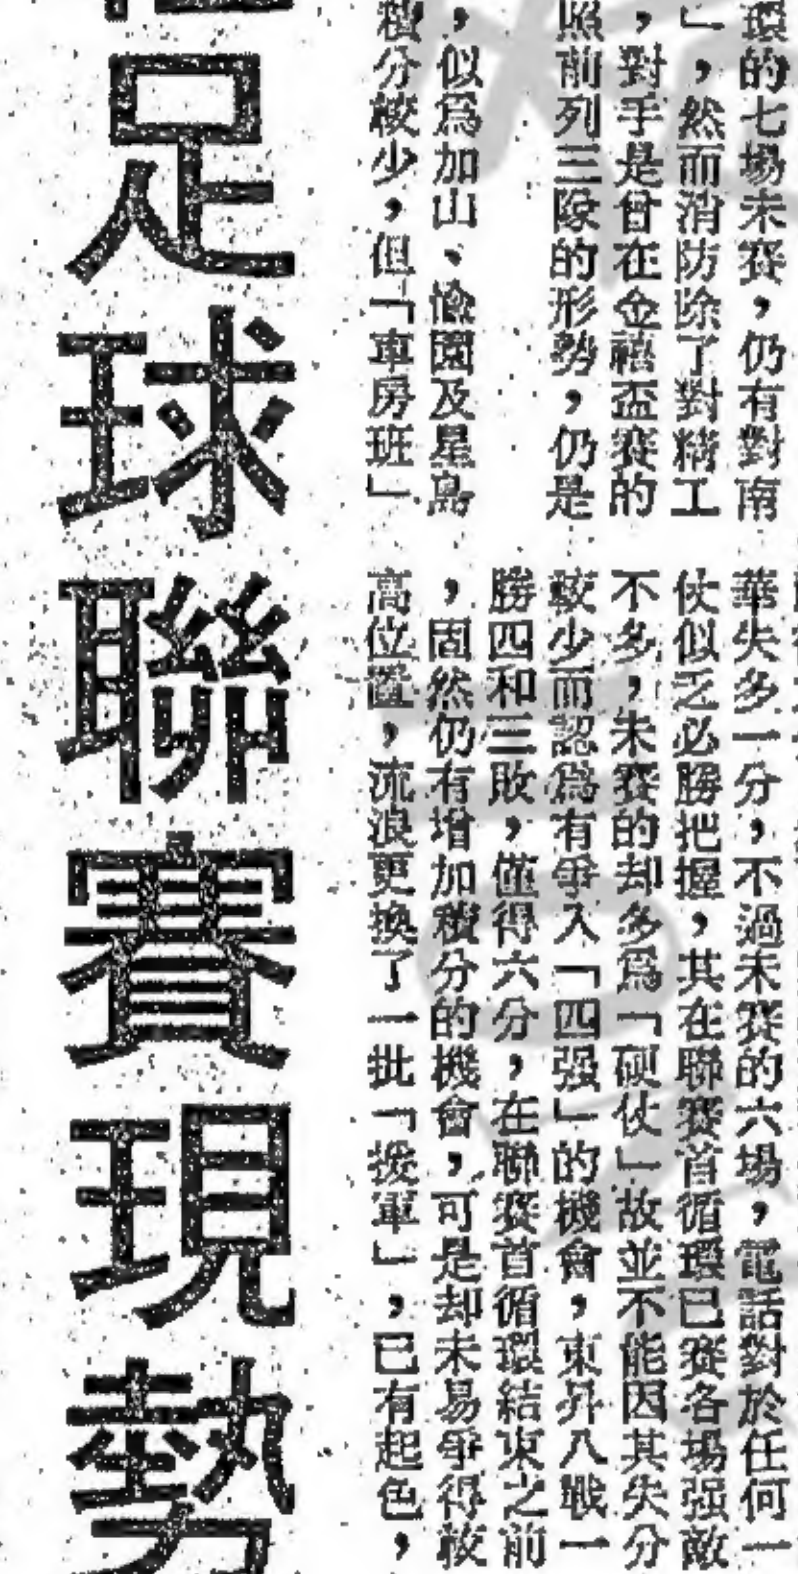 環的七場未賽，仍有對南
」，然而消防除了對精工
，對手是曾在金禧盃賽的
照前列三隊的形勢，仍是
，似爲加山、愉園及星島
積分較少，但「車房班」
華失多一分，不過未賽的六場，電話對於任何一
仗似乏必勝把握，其在聯賽首循環已賽各場强敵
不多，未賽的却多爲「硬仗」故並不能因其失分
較少而認爲有爭入「四强」的機會，東昇八戰一
勝四和三敗，僅得六分，在聯賽首循環結束之前
，固然仍有增加積分的機會，可是却未易爭得較
高位置，流浪更換了一批「援軍」，已有起色，
足球聯賽現勢